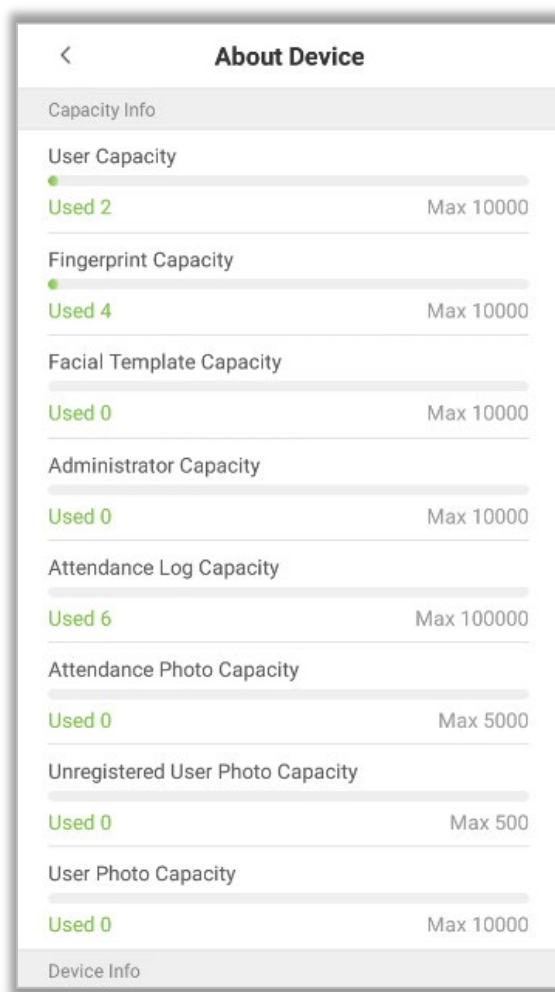 About Device
Capacity Info
User Capacity
Used 2 Max 10000
Fingerprint Capacity
Used 4 Max 10000
Facial Template Capacity
Used 0 Max 10000
Administrator Capacity
Used 0 Max 10000
Attendance Log Capacity
Used 6 Max 100000
Attendance Photo Capacity
Used 0 Max 5000
Unregistered User Photo Capacity
Used 0 Max 500
User Photo Capacity
Used 0 Max 10000
Device Info